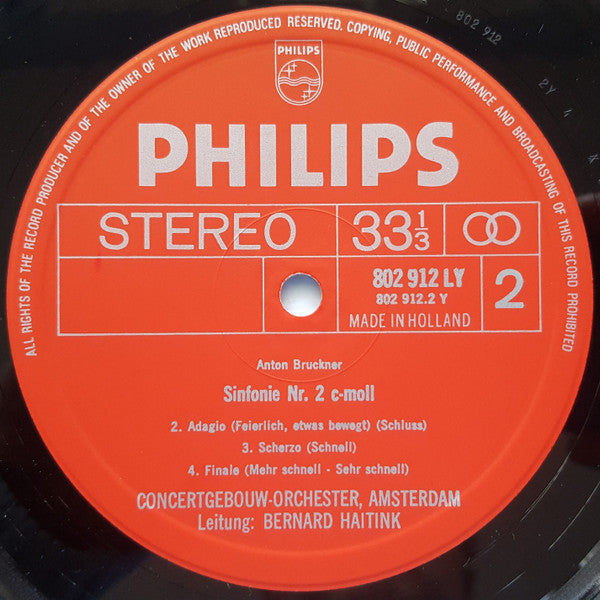 ALL RIGHTS OF THE RECORD PRODUCER AND OF THE OWNER OF THE WORK REPRODUCED RESERVED. COPYING, PUBLIC PERFORMANCE AND BROADCASTING OF THIS RECORD PROHIBITED
802 912
2Y 4
PHILIPS
PHILIPS
STEREO 33⅓
802 912 LY
802 912.2 Y
2
MADE IN HOLLAND
Anton Bruckner
Sinfonie Nr. 2 c-moll
2. Adagio (Feierlich, etwas bewegt) (Schluss)
3. Scherzo (Schnell)
4. Finale (Mehr schnell - Sehr schnell)
CONCERTGEBOUW-ORCHESTER, AMSTERDAM
Leitung: BERNARD HAITINK